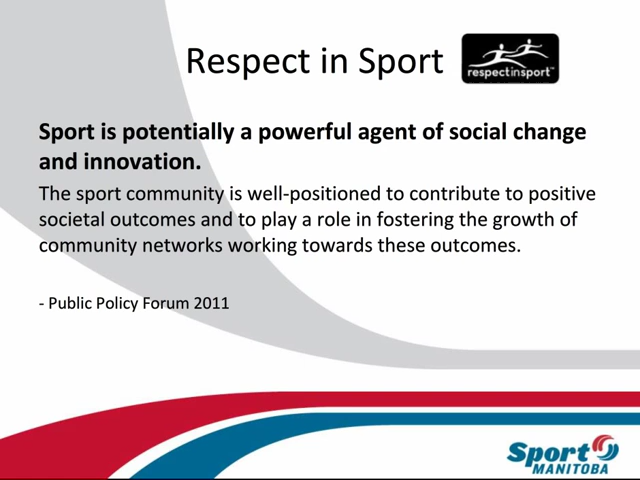 Respect in Sport
respectinsport™
Sport is potentially a powerful agent of social change
and innovation.
The sport community is well-positioned to contribute to positive
societal outcomes and to play a role in fostering the growth of
community networks working towards these outcomes.
- Public Policy Forum 2011
Sport
MANITOBA